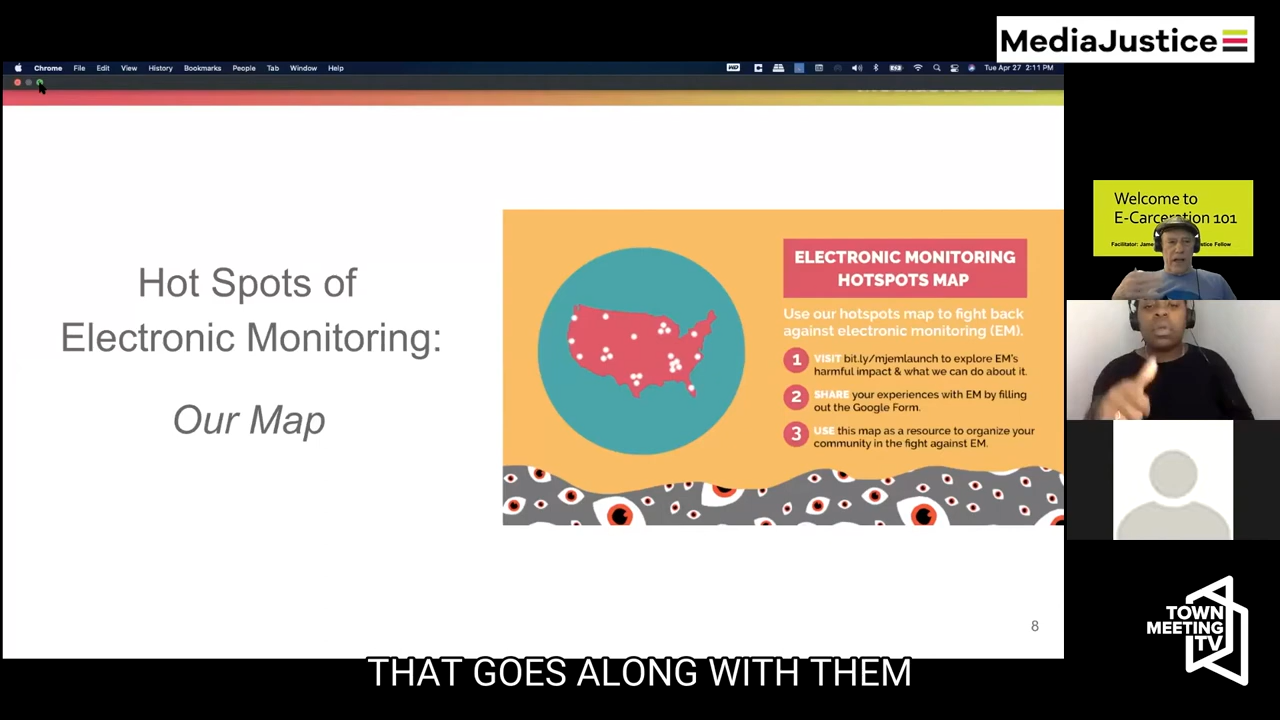 MediaJustice
Chrome File Edit View History Bookmarks People Tab Window Help
Tue Apr 27 2:11 PM
Hot Spots of
Electronic Monitoring:
Our Map
ELECTRONIC MONITORING
HOTSPOTS MAP
Use our hotspots map to fight back
against electronic monitoring (EM).
1 VISIT bit.ly/mjemlaunch to explore EM's
harmful impact & what we can do about it.
2 SHARE your experiences with EM by filling
out the Google Form.
3 USE this map as a resource to organize your
community in the fight against EM.
8
Welcome to
E-Carceration 101
Facilitator: Fellow
TOWN
MEETING
TV
THAT GOES ALONG WITH THEM